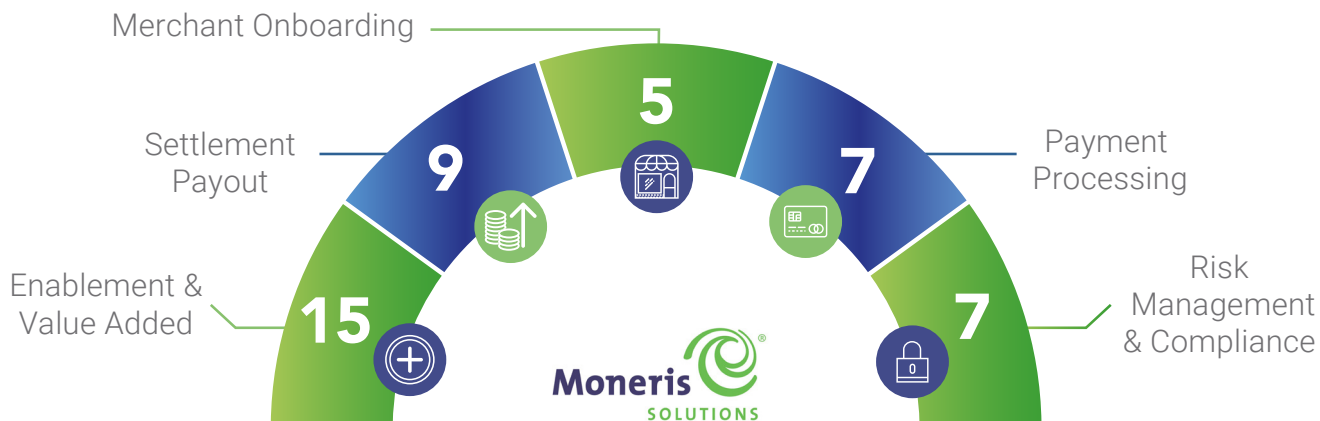 Merchant Onboarding
5
Settlement
Payout
9
7
Payment
Processing
Enablement &
Value Added
15
7
Risk
Management
& Compliance
0
Moneris
®
SOLUTIONS